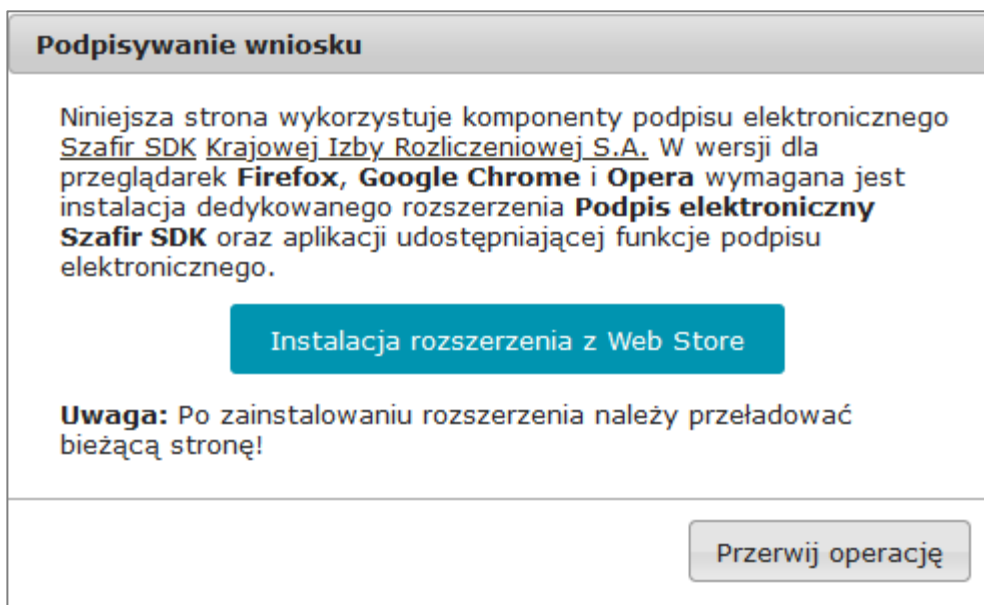 Podpisywanie wniosku
Niniejsza strona wykorzystuje komponenty podpisu elektronicznego
Szafir SDK Krajowej Izby Rozliczeniowej S.A. W wersji dla
przeglądarek Firefox, Google Chrome i Opera wymagana jest
instalacja dedykowanego rozszerzenia Podpis elektroniczny
Szafir SDK oraz aplikacji udostępniającej funkcje podpisu
elektronicznego.
Instalacja rozszerzenia z Web Store
Uwaga: Po zainstalowaniu rozszerzenia należy przeładować
bieżącą stronę!
Przerwij operację